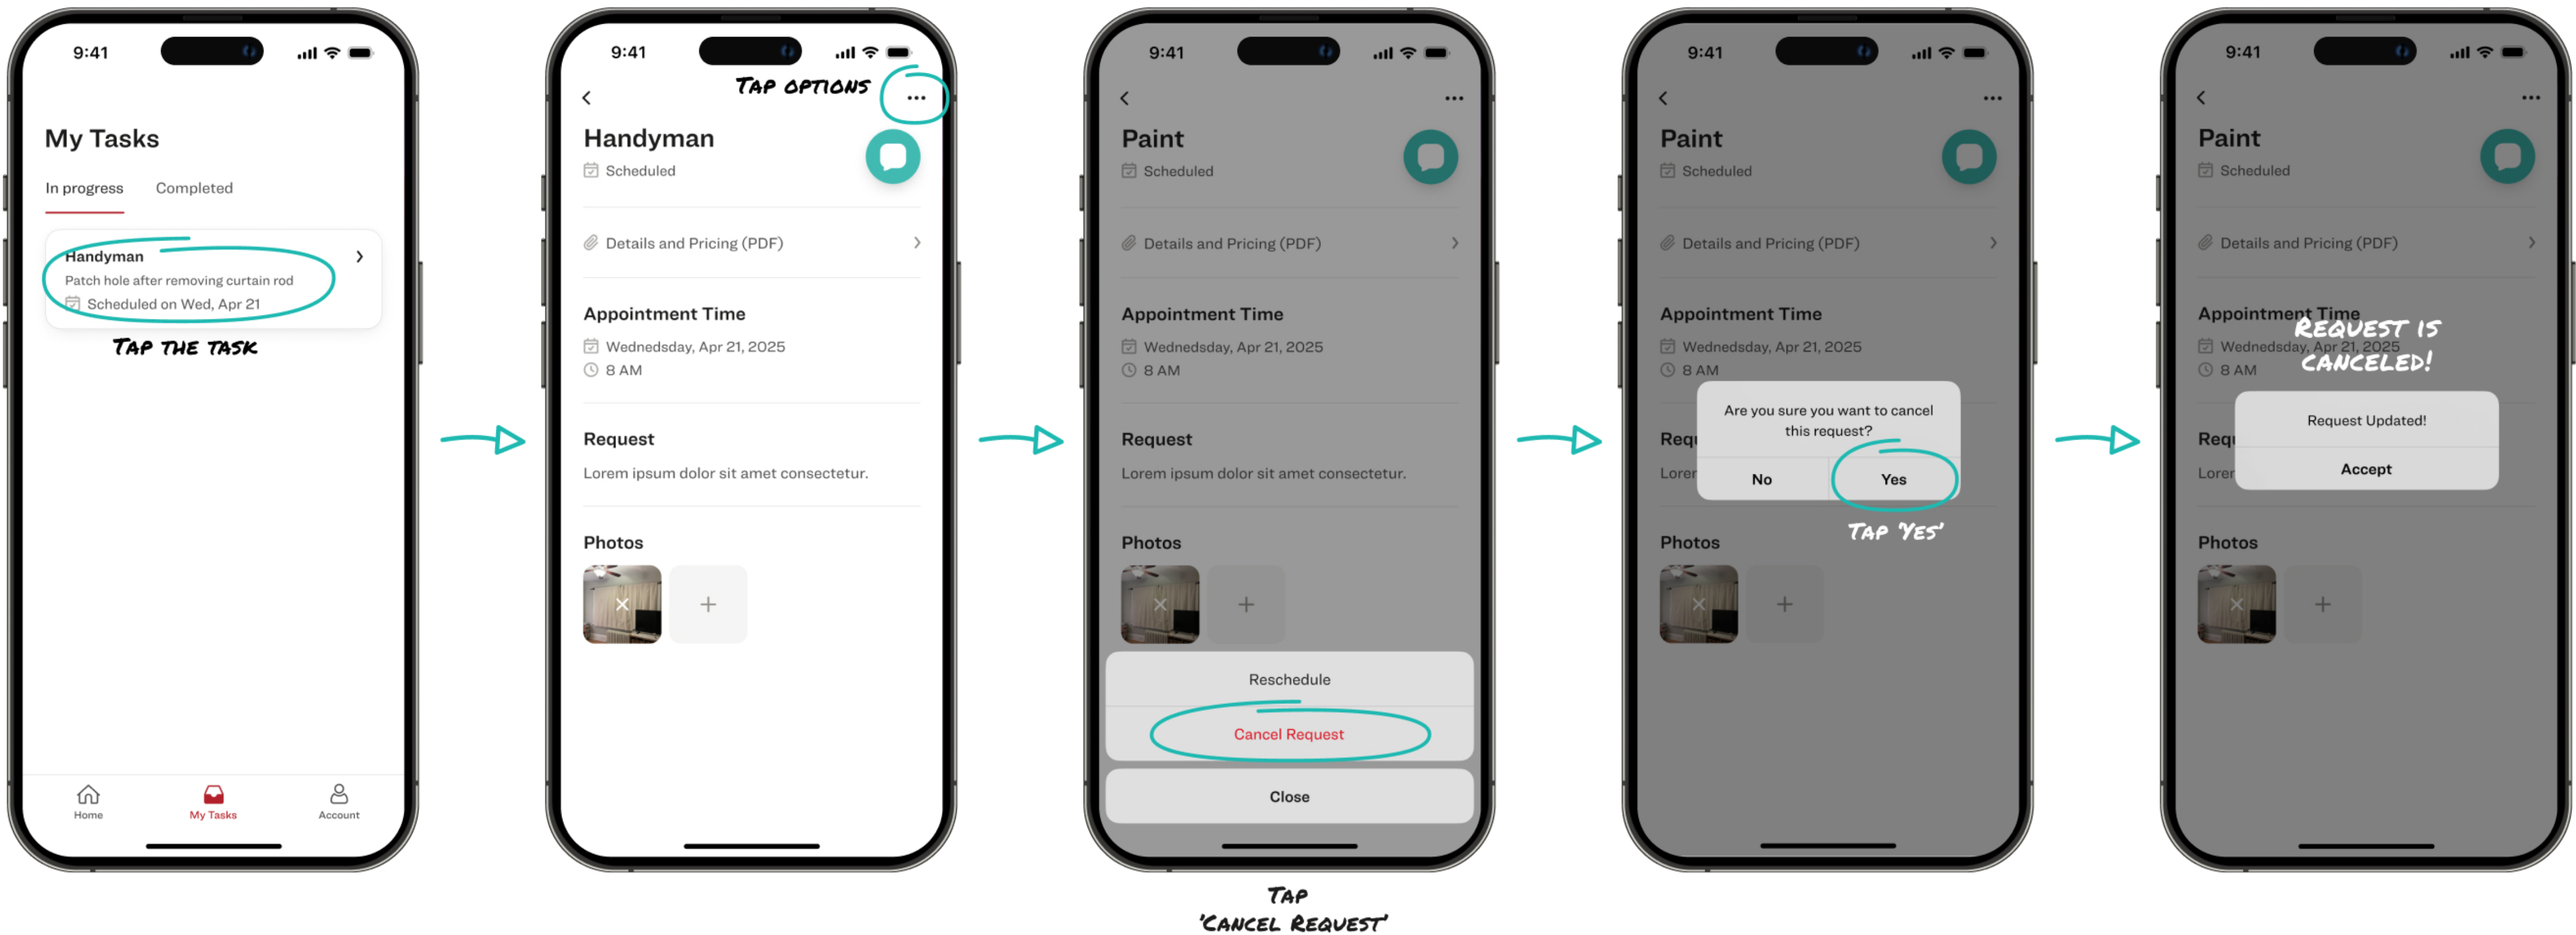 9:41
My Tasks
In progress
Completed
Handyman
Patch hole after removing curtain rod
Scheduled on Wed, Apr 21
TAP THE TASK
Home
My Tasks
Account
9:41
TAP OPTIONS
Handyman
Scheduled
Details and Pricing (PDF)
Appointment Time
Wednesday, Apr 21, 2025
8 AM
Request
Lorem ipsum dolor sit amet consectetur.
Photos
9:41
Paint
Scheduled
Details and Pricing (PDF)
Appointment Time
Wednesday, Apr 21, 2025
8 AM
Request
Lorem ipsum dolor sit amet consectetur.
Photos
Reschedule
Cancel Request
Close
TAP
'CANCEL REQUEST'
9:41
Paint
Scheduled
Details and Pricing (PDF)
Appointment Time
Wednesday, Apr 21, 2025
8 AM
Are you sure you want to cancel
this request?
Requ
No
Yes
Lorer
TAP 'YES'
Photos
9:41
Paint
Scheduled
Details and Pricing (PDF)
Appointment Time
REQUEST IS
Wednesday, Apr 21, 2025
CANCELED!
8 AM
Request Updated!
Requ
Accept
Lorer
Photos